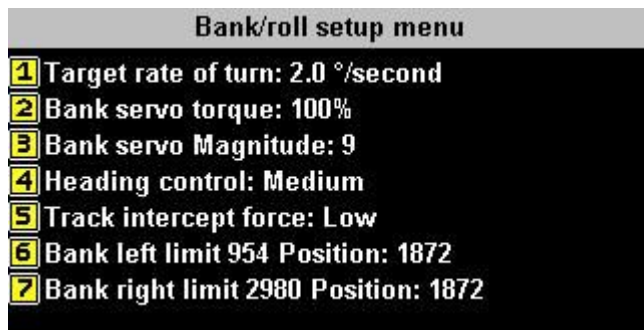 Bank/roll setup menu
1 Target rate of turn: 2.0 °/second
2 Bank servo torque: 100%
3 Bank servo Magnitude: 9
4 Heading control: Medium
5 Track intercept force: Low
6 Bank left limit 954 Position: 1872
7 Bank right limit 2980 Position: 1872